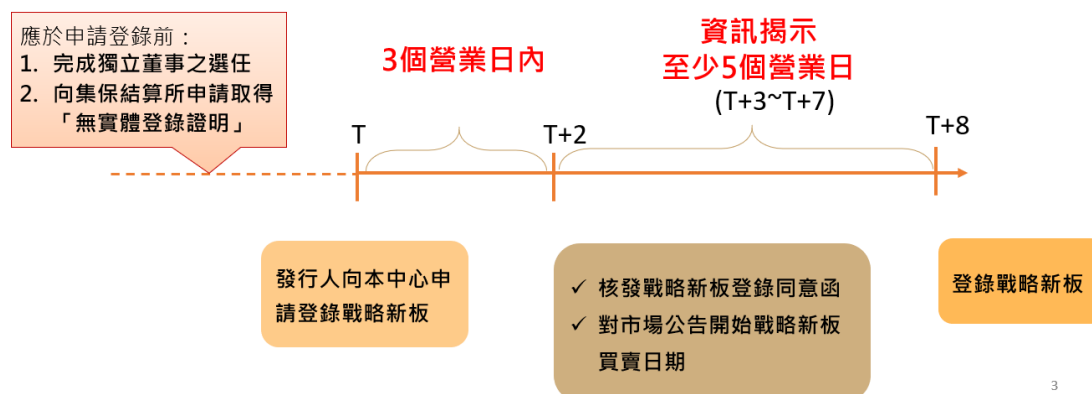 應於申請登錄前：
1. 完成獨立董事之選任
2. 向集保結算所申請取得
「無實體登錄證明」
3個營業日內
資訊揭示
至少5個營業日
(T+3~T+7)
T
T+2
T+8
發行人向本中心申
請登錄戰略新板
✓ 核發戰略新板登錄同意函
✓ 對市場公告開始戰略新板
買賣日期
登錄戰略新板
3